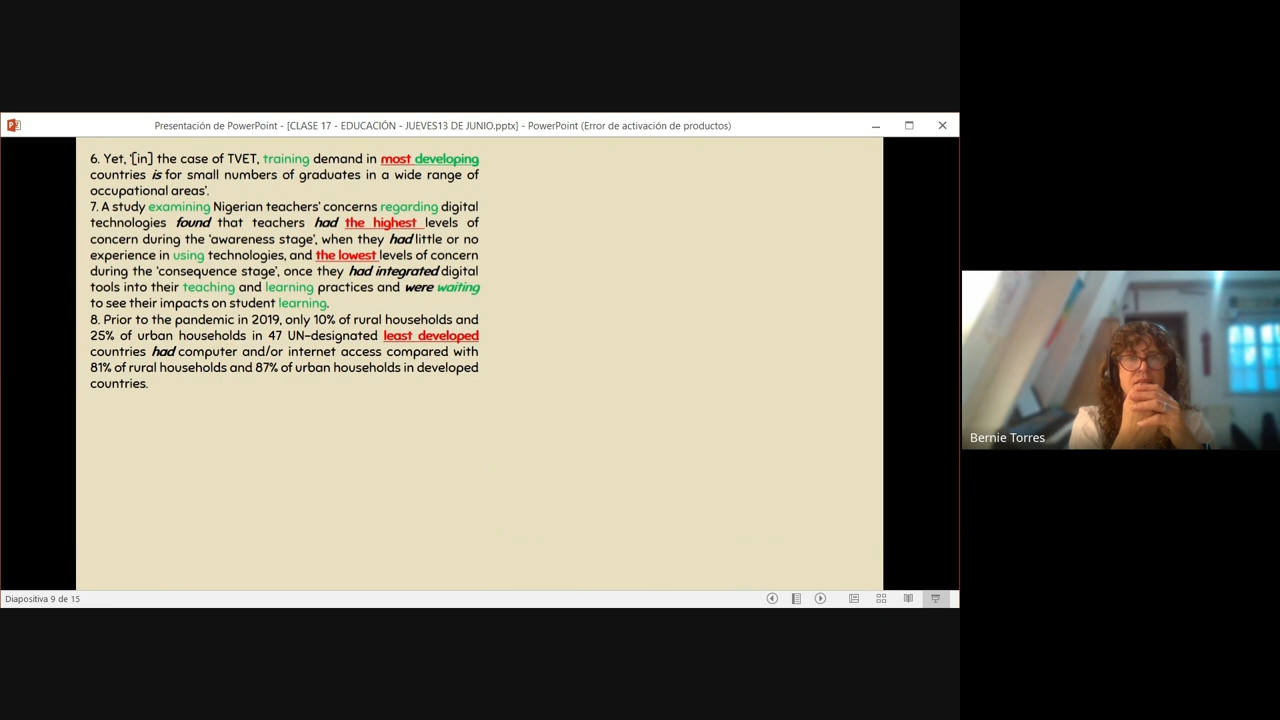 Presentación de PowerPoint - [CLASE 17 - EDUCACIÓN - JUEVES13 DE JUNIO.pptx] - PowerPoint (Error de activación de productos)
6. Yet, '[in] the case of TVET, training demand in most developing
countries is for small numbers of graduates in a wide range of
occupational areas'.
7. A study examining Nigerian teachers' concerns regarding digital
technologies found that teachers had the highest levels of
concern during the 'awareness stage', when they had little or no
experience in using technologies, and the lowest levels of concern
during the 'consequence stage', once they had integrated digital
tools into their teaching and learning practices and were waiting
to see their impacts on student learning.
8. Prior to the pandemic in 2019, only 10% of rural households and
25% of urban households in 47 UN-designated least developed
countries had computer and/or internet access compared with
81% of rural households and 87% of urban households in developed
countries.
Bernie Torres
Diapositiva 9 de 15